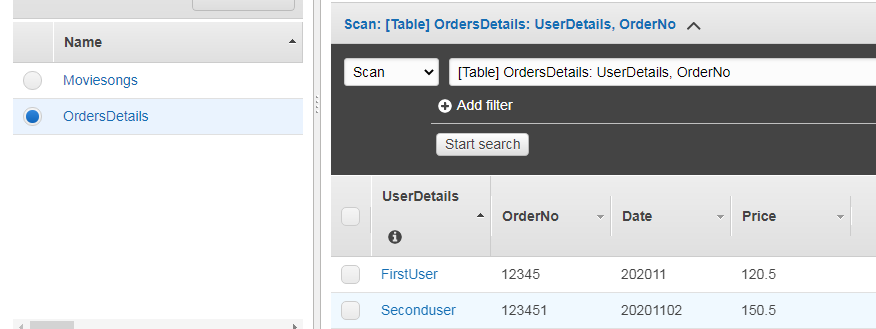 Name
Moviesongs
OrdersDetails
Scan: [Table] OrdersDetails: UserDetails, OrderNo
Scan [Table] OrdersDetails: UserDetails, OrderNo
Add filter
Start search
UserDetails OrderNo Date Price
FirstUser 12345 202011 120.5
Seconduser 123451 20201102 150.5